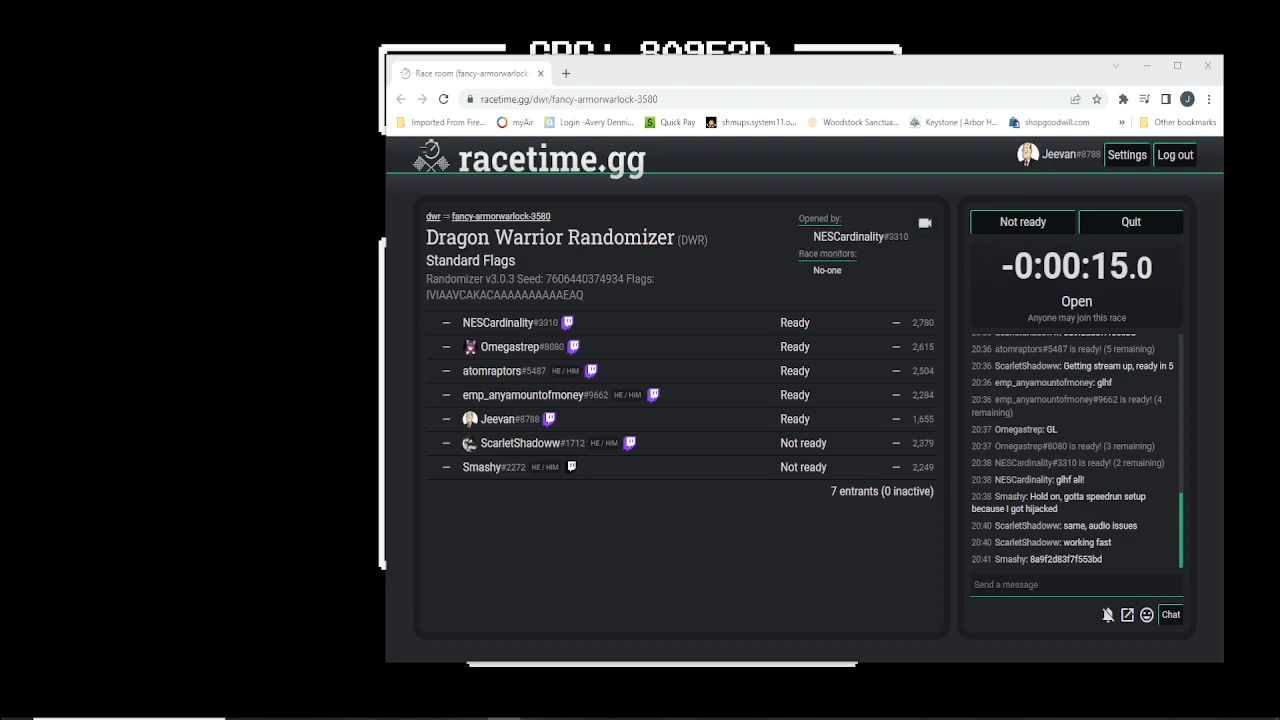 CRC: 8A9F2D
Race room (fancy-armorwarlock-
racetime.gg/dwr/fancy-armorwarlock-3580
Imported From Fire...
myAir
Login -Avery Denni...
Quick Pay
shmups.system11.o...
Woodstock Sanctua...
Keystone | Arbor H...
shopgoodwill.com
»
Other bookmarks
racetime.gg
Jeevan#8788
Settings
Log out
dwr ⇒ fancy-armorwarlock-3580
Dragon Warrior Randomizer (DWR)
Standard Flags
Randomizer v3.0.3 Seed: 7606440374934 Flags:
IVIAAVCAKACAAAAAAAAAAEAQ
Opened by:
NESCardinality#3310
Race monitors:
No-one
— NESCardinality#3310 Ready — 2,780
— Omegastrep#8080 Ready — 2,615
— atomraptors#5487 HE / HIM Ready — 2,504
— emp_anyamountofmoney#9662 HE / HIM Ready — 2,284
— Jeevan#8788 Ready — 1,655
— ScarletShadoww#1712 HE / HIM Not ready — 2,379
— Smashy#2272 HE / HIM Not ready — 2,249
7 entrants (0 inactive)
Not ready
Quit
-0:00:15.0
Open
Anyone may join this race
20:36 atomraptors#5487 is ready! (5 remaining)
20:36 ScarletShadoww: Getting stream up, ready in 5
20:36 emp_anyamountofmoney: glhf
20:36 emp_anyamountofmoney#9662 is ready! (4
remaining)
20:37 Omegastrep: GL
20:37 Omegastrep#8080 is ready! (3 remaining)
20:38 NESCardinality#3310 is ready! (2 remaining)
20:38 NESCardinality: glhf all!
20:38 Smashy: Hold on, gotta speedrun setup
because I got hijacked
20:40 ScarletShadoww: same, audio issues
20:40 ScarletShadoww: working fast
20:41 Smashy: 8a9f2d83f7f553bd
Send a message
Chat